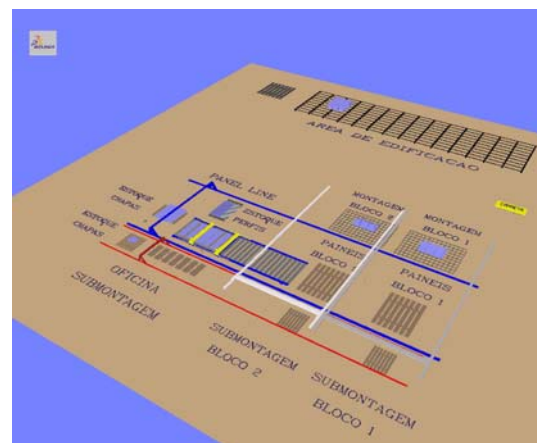 AREA DE EDIFICACAO
PANEL LINE
ESTOQUE
CHAPAS
ESTOQUE
PERFIS
MONTAGEM
BLOCO 2
MONTAGEM
BLOCO 1
ESTOQUE
CHAPAS
PAINEIS
BLOCO
PAINEIS
BLOCO 1
OFICINA
SUBMONTAGEM
SUBMONTAGEM
BLOCO 2
SUBMONTAGEM
BLOCO 1